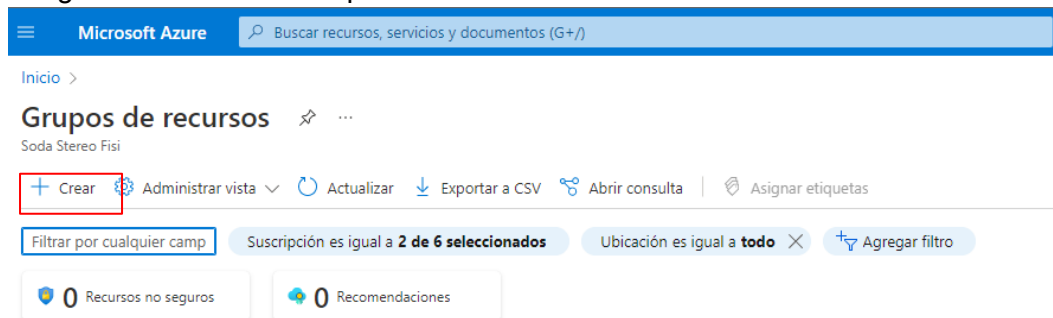 Microsoft Azure Buscar recursos, servicios y documentos (G+/)
Inicio >
Grupos de recursos ...
Soda Stereo Fisi
+ Crear Administrar vista Actualizar Exportar a CSV Abrir consulta Asignar etiquetas
Filtrar por cualquier camp Suscripción es igual a 2 de 6 seleccionados Ubicación es igual a todo Agregar filtro
0 Recursos no seguros 0 Recomendaciones